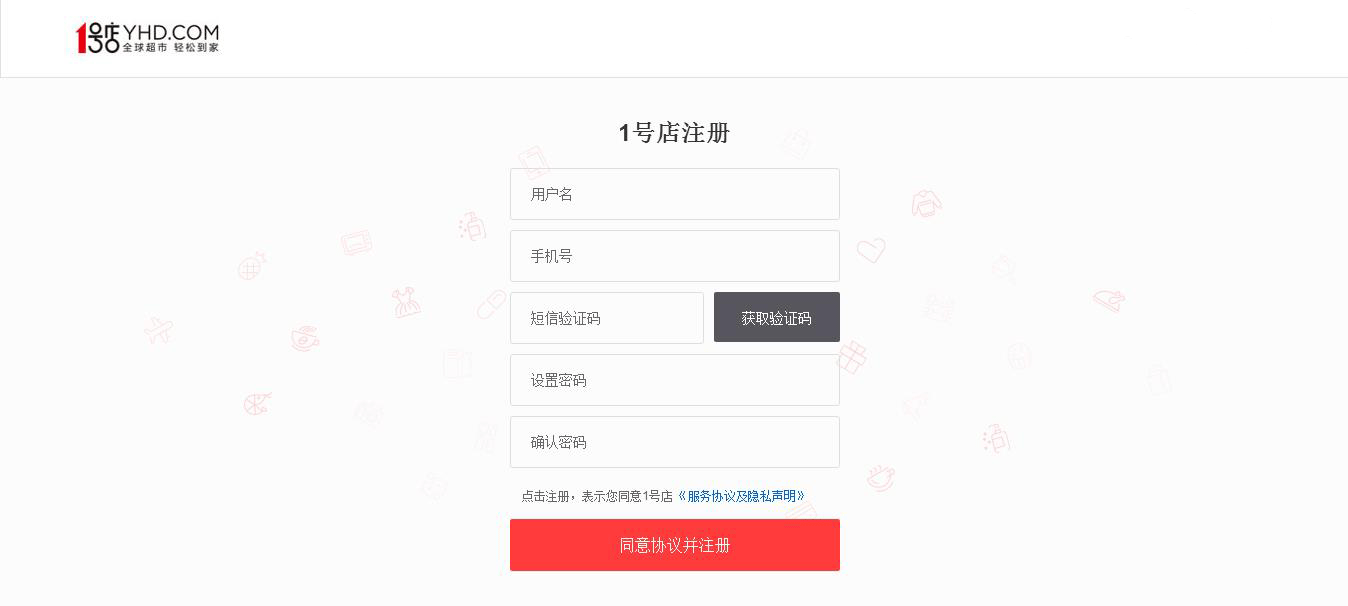 1号店 YHD.COM
全球超市 轻松到家
1号店注册
用户名
手机号
短信验证码 获取验证码
设置密码
确认密码
点击注册，表示您同意1号店《服务协议及隐私声明》
同意协议并注册